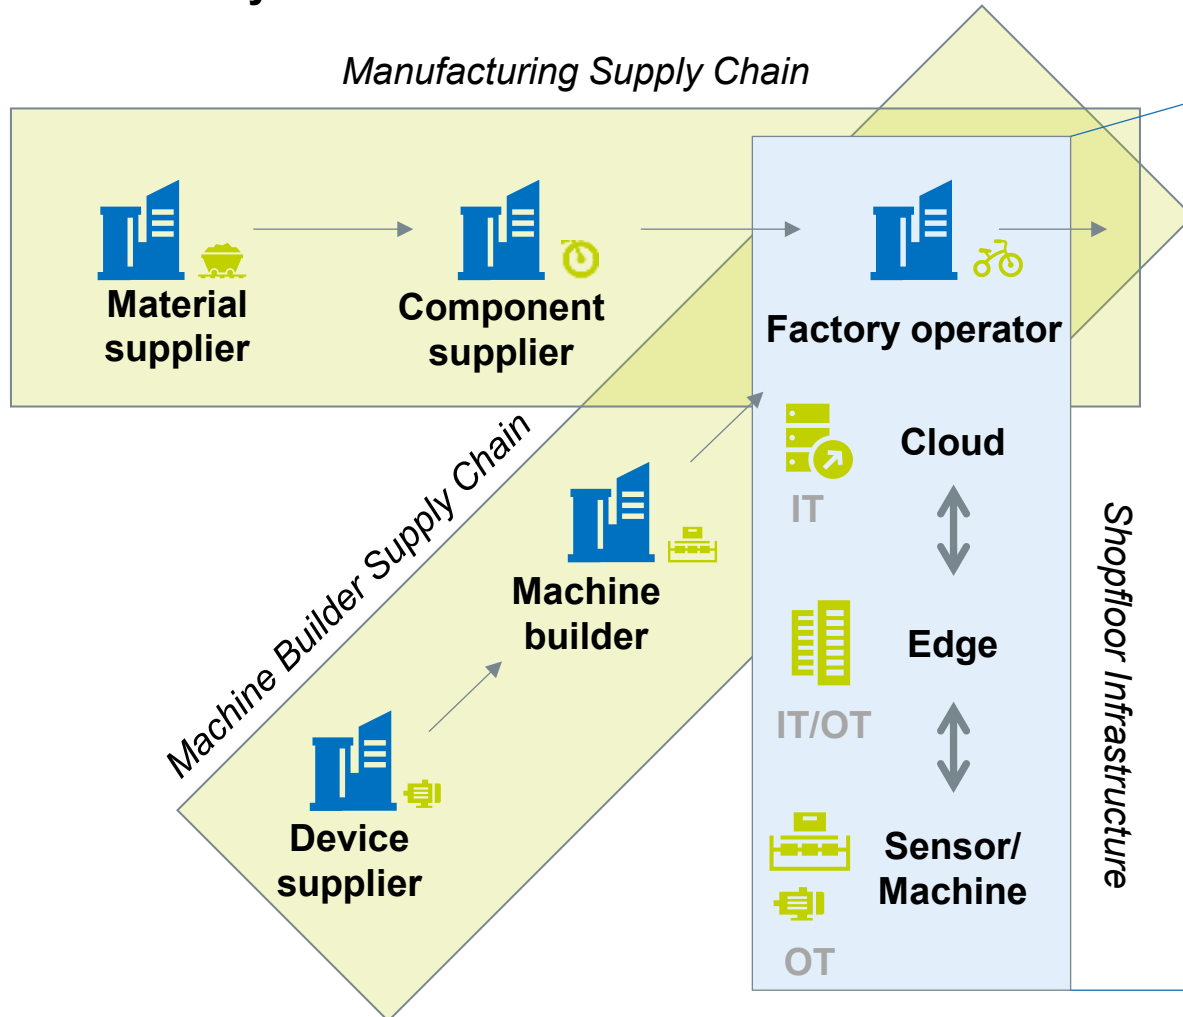 Manufacturing Supply Chain
Material
supplier
Component
supplier
Factory operator
Machine Builder Supply Chain
Cloud
IT
Machine
builder
Edge
IT/OT
Shopfloor Infrastructure
Device
supplier
Sensor/
Machine
OT